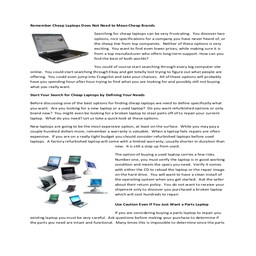 Remember Cheap Laptops Does Not Need to Mean Cheap Brands
Searching for cheap laptops can be very frustrating. You discover two
options, nice specifications for a company you have never heard of, or
the cheap line from top companies. Neither of these options is very
exciting. You want to find even lower prices, while making sure it is
from a top manufacturer who offers long-term support. How can you
find the best of both worlds?
You could of course start searching through every big computer site
online. You could start searching through Ebay and get totally lost trying to figure out what people are
offering. You could even jump onto Craigslist and take your chances. All of these options will probably
have you spending hour after hour trying to find what you are looking for and possibly still not buying
what you really want.
Start Your Search for Cheap Laptops by Defining Your Needs
Before discussing one of the best options for finding cheap laptops we need to define specifically what
you want. Are you looking for a new laptop or a used laptop? Do you want refurbished options or only
brand new? You might even be looking for a broken laptop to steal parts off of to repair your current
laptop. What do you need? Let us take a quick look at these options.
New laptops are going to be the most expensive option, at least on the surface. While you may pay a
couple hundred dollars more, remember a warranty is valuable. When a laptop fails repairs are often
expensive. If you are on a really tight budget you should consider refurbished laptops before used
laptops. A factory refurbished laptop will come with a limited warranty, usually shorter in duration than
new. It is still a step up from used.
The option of buying a used laptop carries a few risks.
Number one, you must verify the laptop is in good working
condition and meets the specs you need. Verify it comes
with either the CD to reload the laptop or the repair image
on the hard drive. You will want to have a clean install of
the operating system when you get started. Ask the seller
about their return policy. You do not want to receive your
shipment only to discover you purchased a broken laptop
which will cost hundreds to repair.
Use Caution Even If You Just Want a Parts Laptop
If you are considering buying a parts laptop to repair you
existing laptop you must be very careful. Ask questions before making your purchase to determine if
the parts you need are intact and functional. Many times this is impossible to determine since the parts